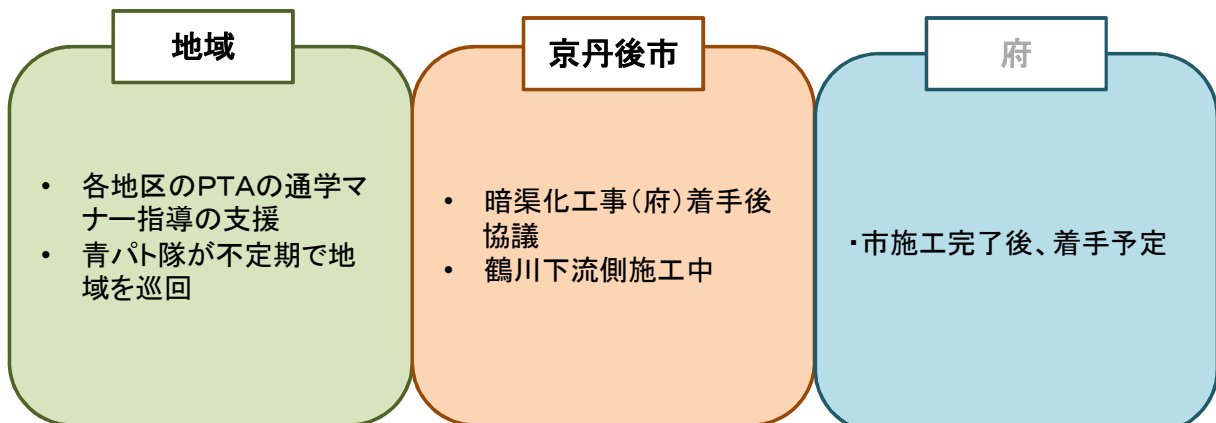 地域
・ 各地区のPTAの通学マ
ナー指導の支援
・ 青パト隊が不定期で地
域を巡回
京丹後市
・ 暗渠化工事(府)着手後
協議
・ 鶴川下流側施工中
府
・市施工完了後、着手予定